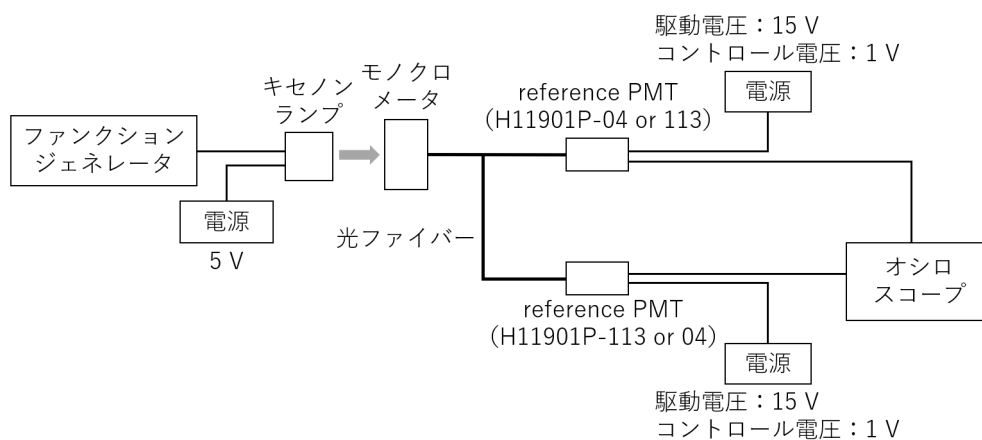 駆動電圧：15 V
コントロール電圧：1 V
電源
reference PMT
（H11901P-04 or 113）
モノクロ
メータ
キセノン
ランプ
ファンクション
ジェネレータ
電源
5 V
光ファイバー
オシロ
スコープ
reference PMT
（H11901P-113 or 04）
電源
駆動電圧：15 V
コントロール電圧：1 V